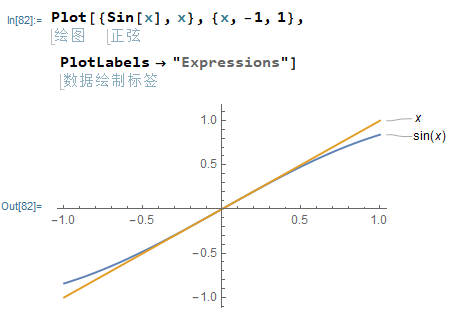 In[82]:= Plot[{Sin[x], x}, {x, -1, 1},
绘图 正弦
PlotLabels → "Expressions"]
数据绘制标签
Out[82]=
1.0
0.5
-1.0 -0.5 0.5 1.0
-0.5
-1.0
x
sin(x)